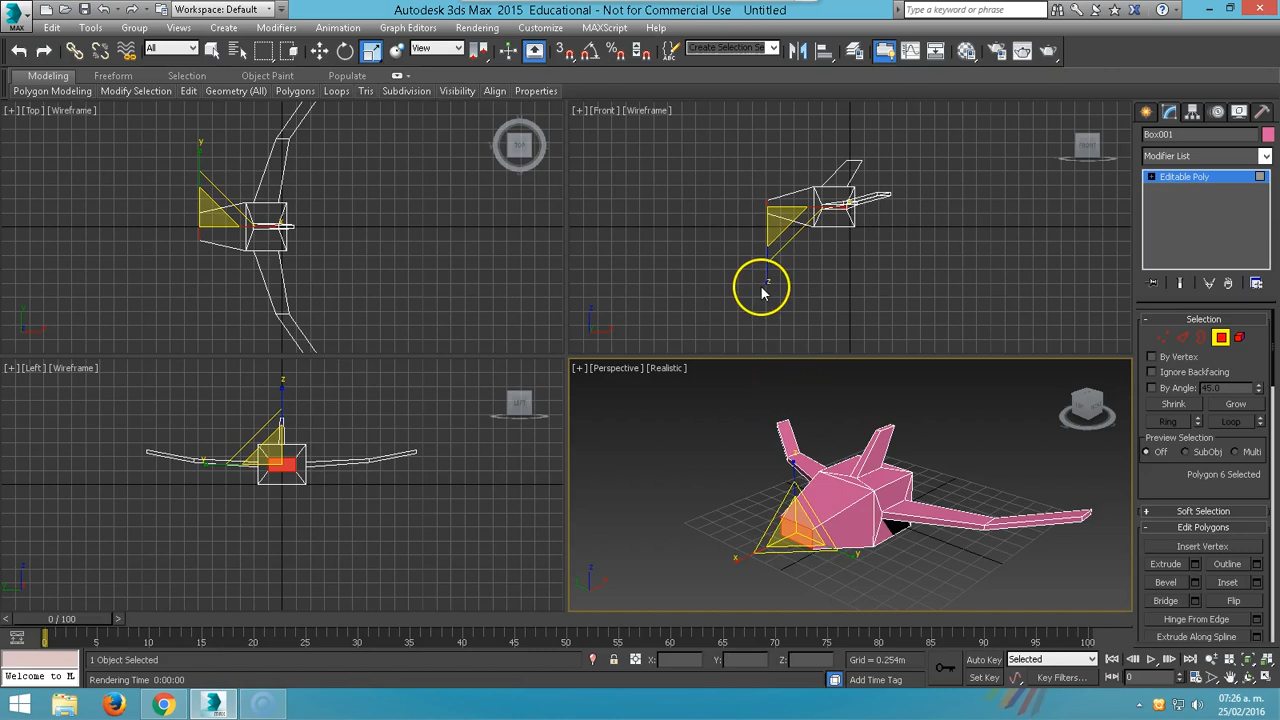 Workspace: Default
Autodesk 3ds Max 2015 Educational - Not for Commercial Use Untitled
Type a keyword or phrase
MAX
Edit Tools Group Views Create Modifiers Animation Graph Editors Rendering Customize MAXScript Help
All View Create Selection Se
Modeling Freeform Selection Object Paint Populate
Polygon Modeling Modify Selection Edit Geometry (All) Polygons Loops Tris Subdivision Visibility Align Properties
[+] [Top] [Wireframe]
[+] [Front] [Wireframe]
TOP
FRONT
y
z
Box001
Modifier List
Editable Poly
Selection
By Vertex
Ignore Backfacing
By Angle: 45.0
Shrink Grow
Ring Loop
Preview Selection
Off SubObj Multi
Polygon 6 Selected
Soft Selection
Edit Polygons
Insert Vertex
Extrude Outline
Bevel Inset
Bridge Flip
Hinge From Edge
Extrude Along Spline
[+] [Left] [Wireframe]
[+] [Perspective] [Realistic]
LEFT
z
y
x
y
z
0 / 100
0 5 10 15 20 25 30 35 40 45 50 55 60 65 70 75 80 85 90 95 100
1 Object Selected X: Y: Z: Grid = 0.254m Auto Key Selected
Welcome to M Rendering Time 0:00:00 Add Time Tag Set Key Key Filters... 0
07:26 a. m.
25/02/2016